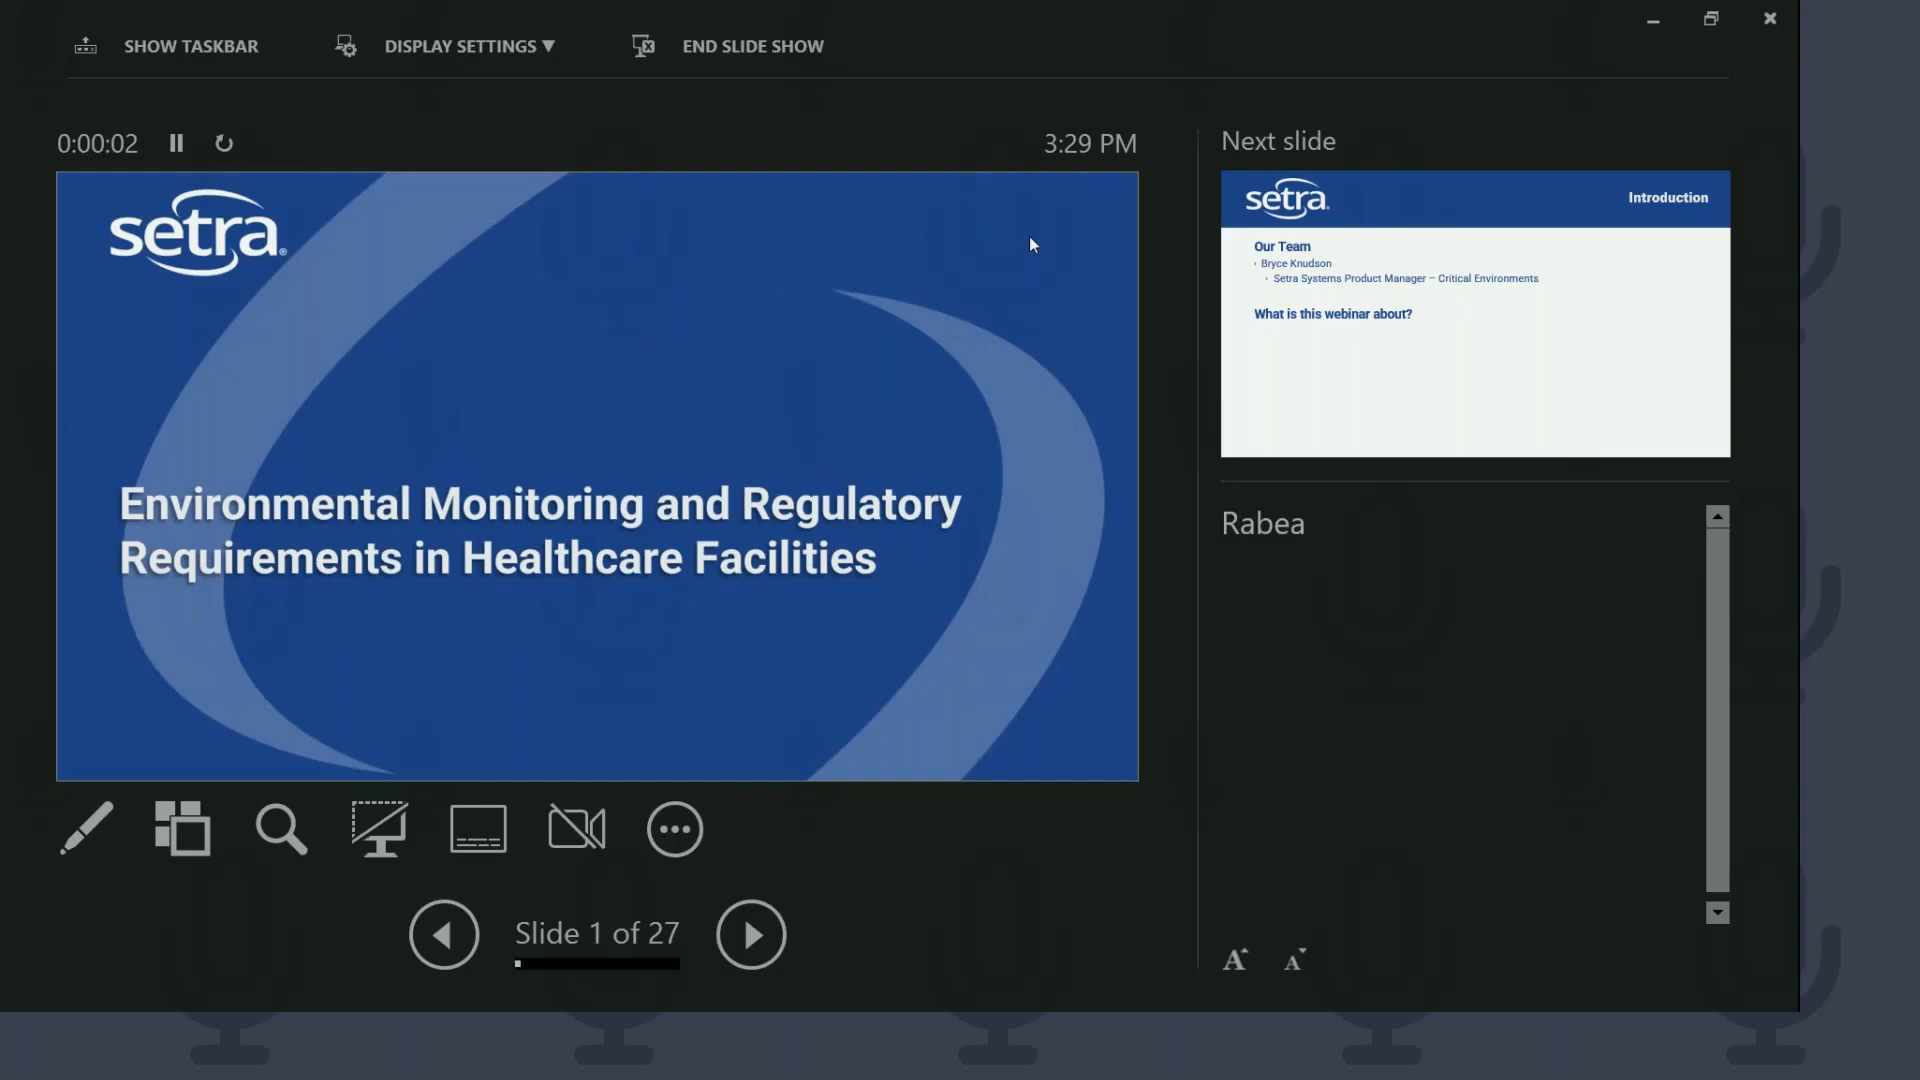 SHOW TASKBAR
DISPLAY SETTINGS ▼
END SLIDE SHOW
0:00:02
3:29 PM
setra®
Environmental Monitoring and Regulatory
Requirements in Healthcare Facilities
Slide 1 of 27
Next slide
setra
Introduction
Our Team
· Bryce Knudson
· Setra Systems Product Manager – Critical Environments
What is this webinar about?
Rabea
A A